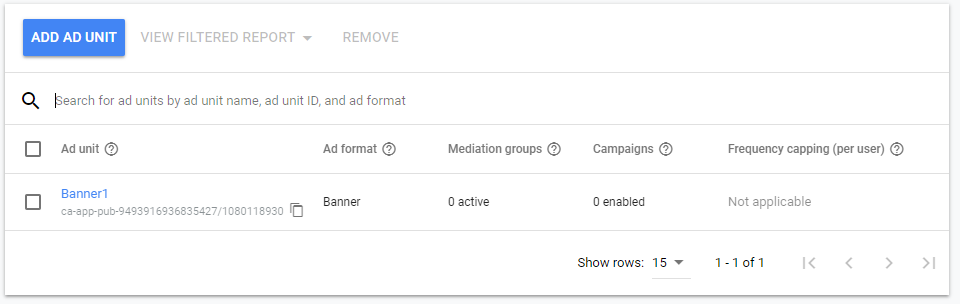 ADD AD UNIT VIEW FILTERED REPORT REMOVE
Search for ad units by ad unit name, ad unit ID, and ad format
Ad unit Ad format Mediation groups Campaigns Frequency capping (per user)
Banner1
ca-app-pub-9493916936835427/1080118930 Banner 0 active 0 enabled Not applicable
Show rows: 15 1 - 1 of 1